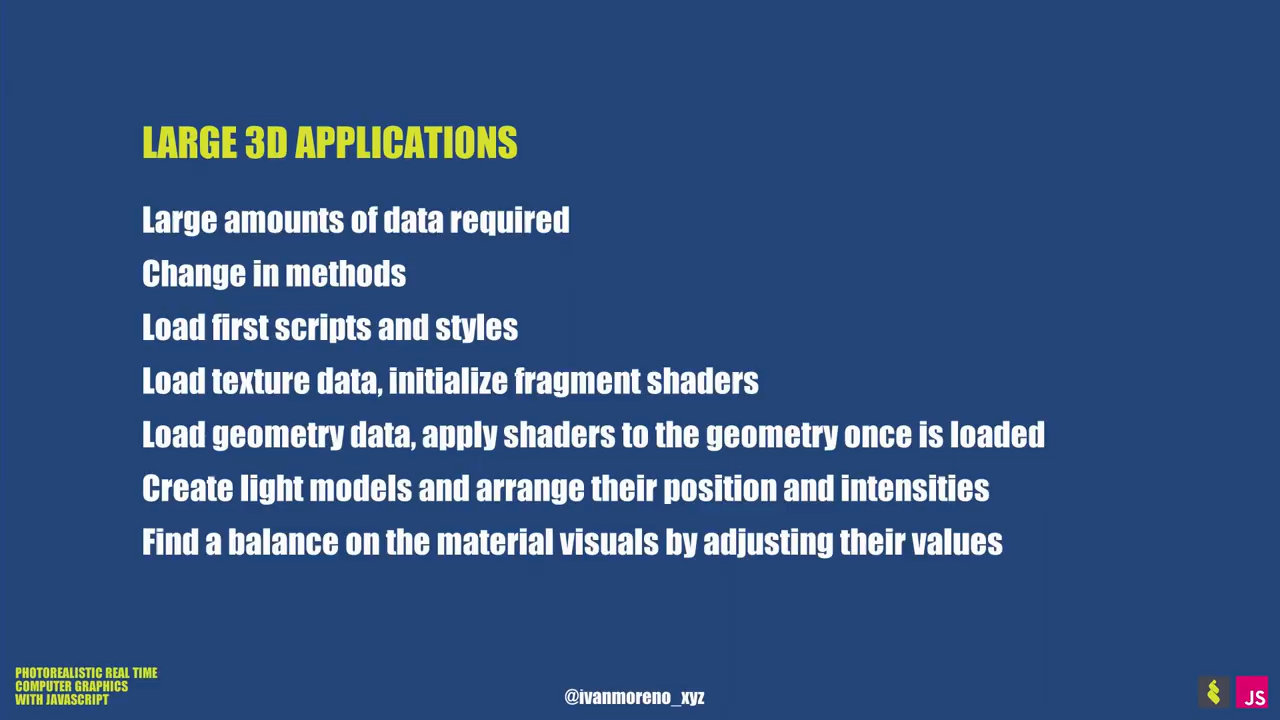 LARGE 3D APPLICATIONS
Large amounts of data required
Change in methods
Load first scripts and styles
Load texture data, initialize fragment shaders
Load geometry data, apply shaders to the geometry once is loaded
Create light models and arrange their position and intensities
Find a balance on the material visuals by adjusting their values
PHOTOREALISTIC REAL TIME
COMPUTER GRAPHICS
WITH JAVASCRIPT
@ivanmoreno_xyz
JS